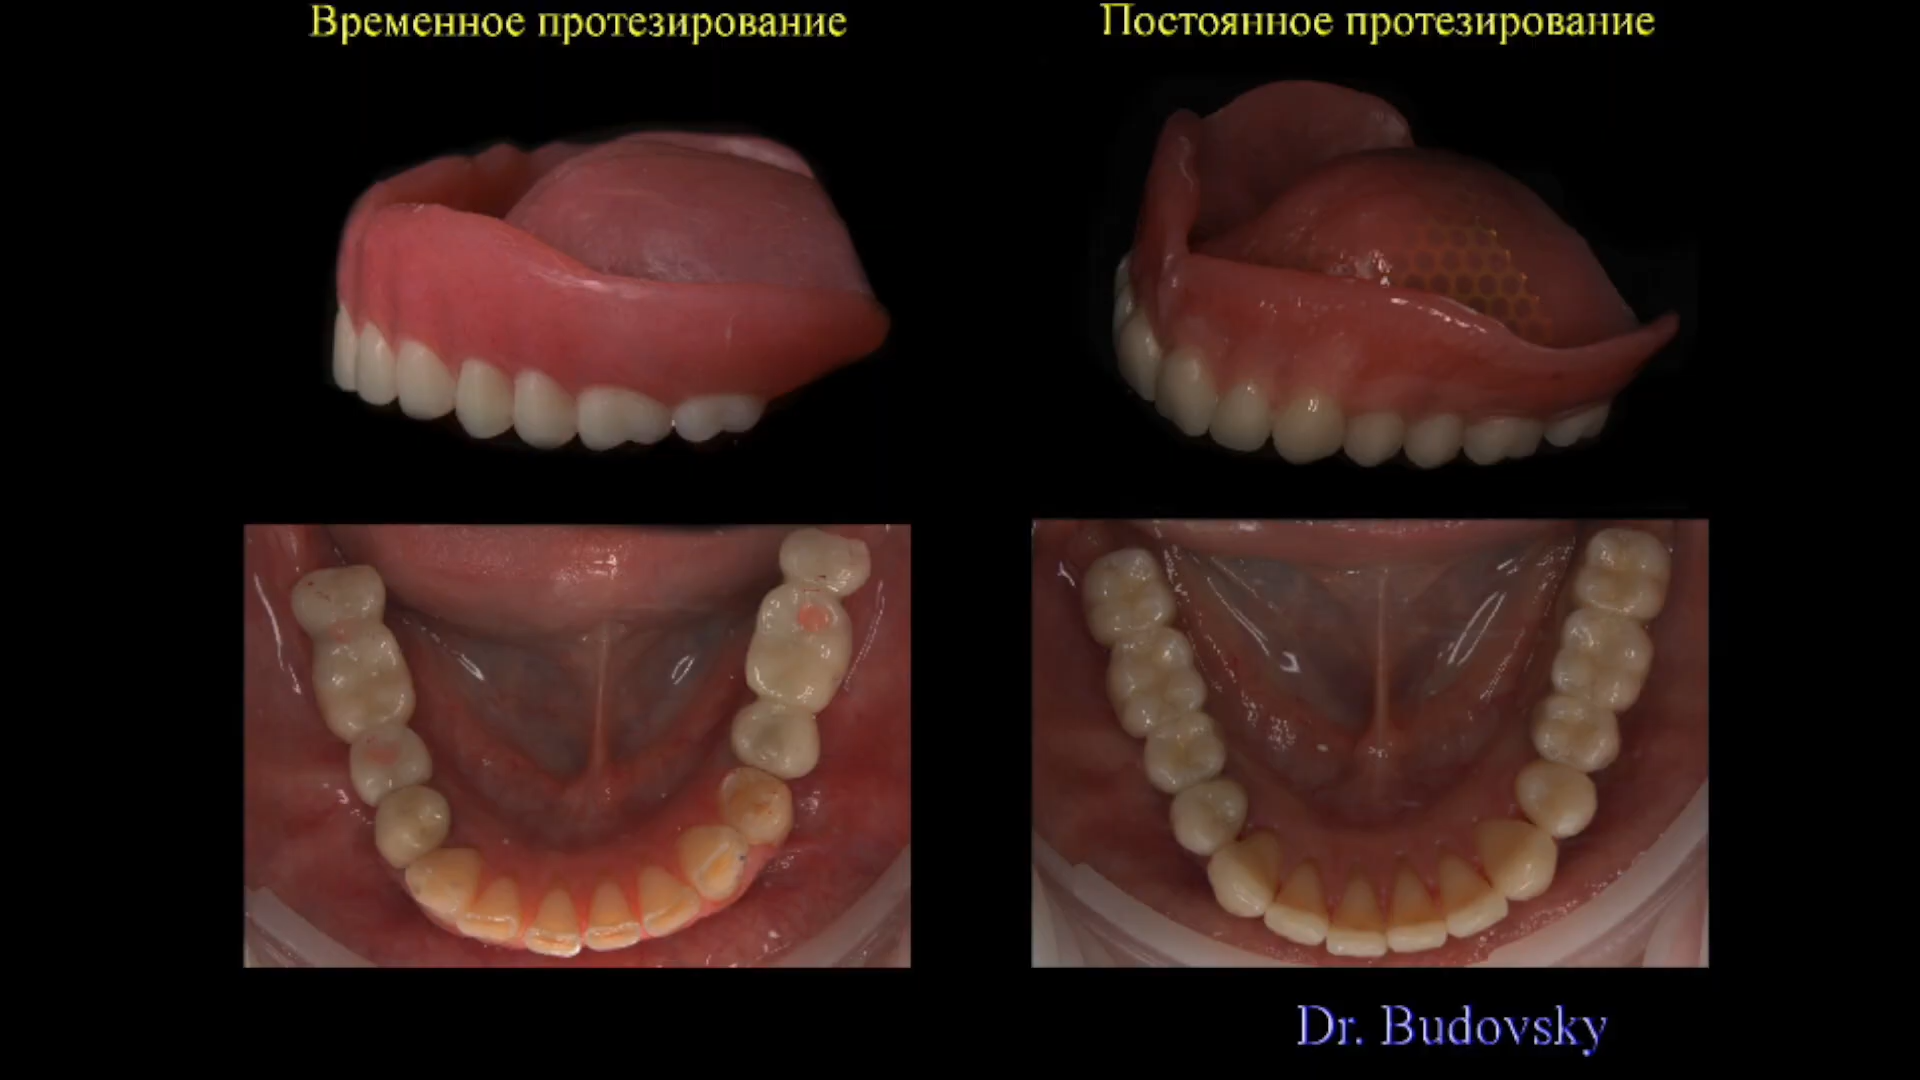 Временное протезирование
Постоянное протезирование
Dr. Budovsky